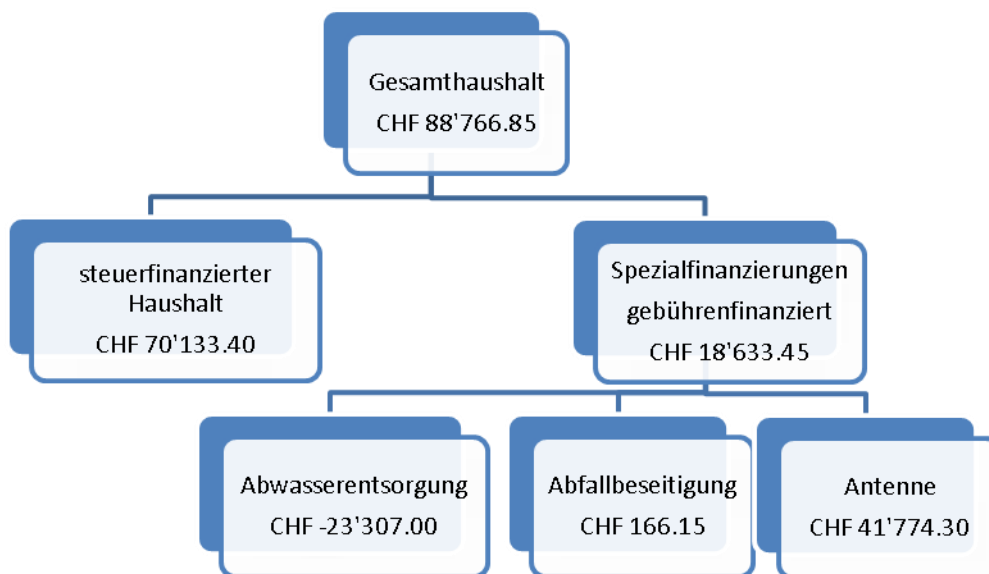 Gesamthaushalt
CHF 88'766.85
steuerfinanzierter
Haushalt
CHF 70'133.40
Spezialfinanzierungen
gebührenfinanziert
CHF 18'633.45
Abwasserentsorgung
CHF -23'307.00
Abfallbeseitigung
CHF 166.15
Antenne
CHF 41'774.30